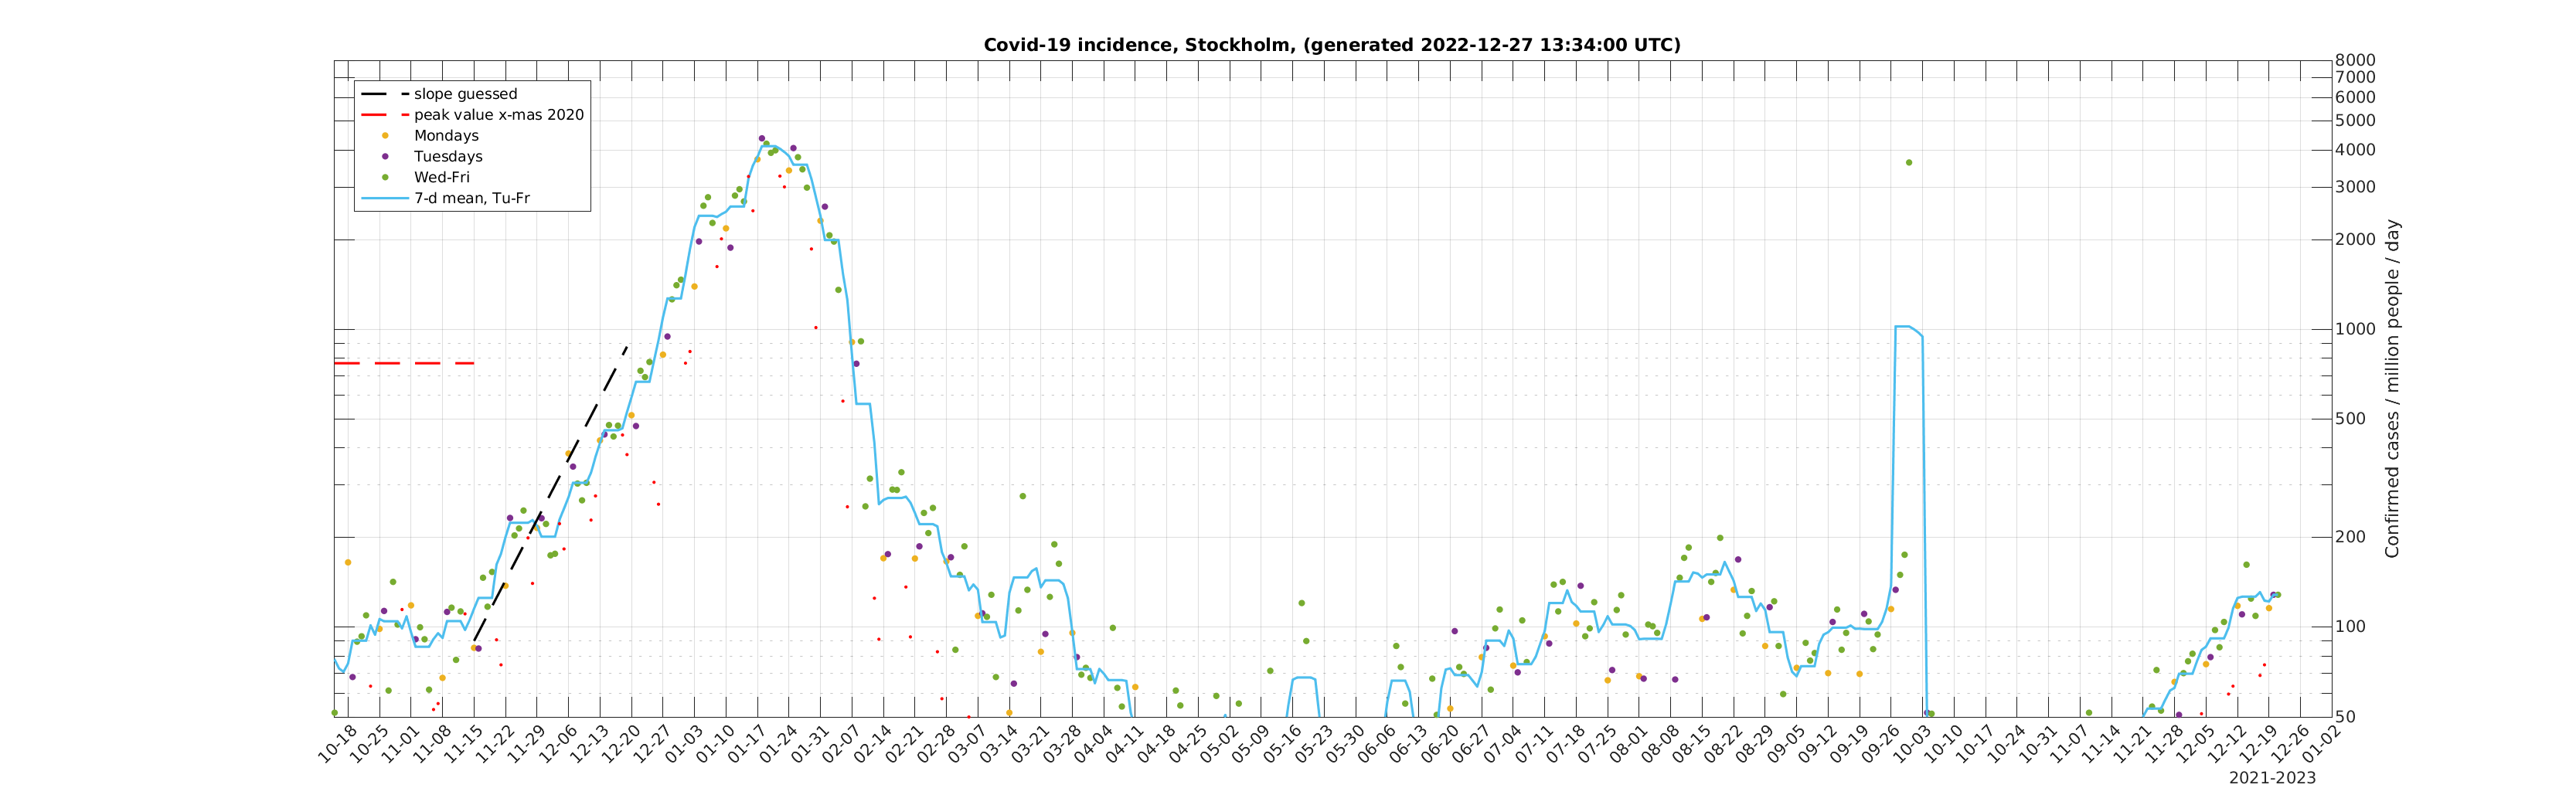 Covid-19 incidence, Stockholm, (generated 2022-12-27 13:34:00 UTC)
slope guessed
peak value x-mas 2020
Mondays
Tuesdays
Wed-Fri
7-d mean, Tu-Fr
8000
7000
6000
5000
4000
3000
2000
1000
500
200
100
50
Confirmed cases / million people / day
10-18 10-25 11-01 11-08 11-15 11-22 11-29 12-06 12-13 12-20 12-27 01-03 01-10 01-17 01-24 01-31 02-07 02-14 02-21 02-28 03-07 03-14 03-21 03-28 04-04 04-11 04-18 04-25 05-02 05-09 05-16 05-23 05-30 06-06 06-13 06-20 06-27 07-04 07-11 07-18 07-25 08-01 08-08 08-15 08-22 08-29 09-05 09-12 09-19 09-26 10-03 10-10 10-17 10-24 10-31 11-07 11-14 11-21 11-28 12-05 12-12 12-19 12-26 01-02
2021-2023